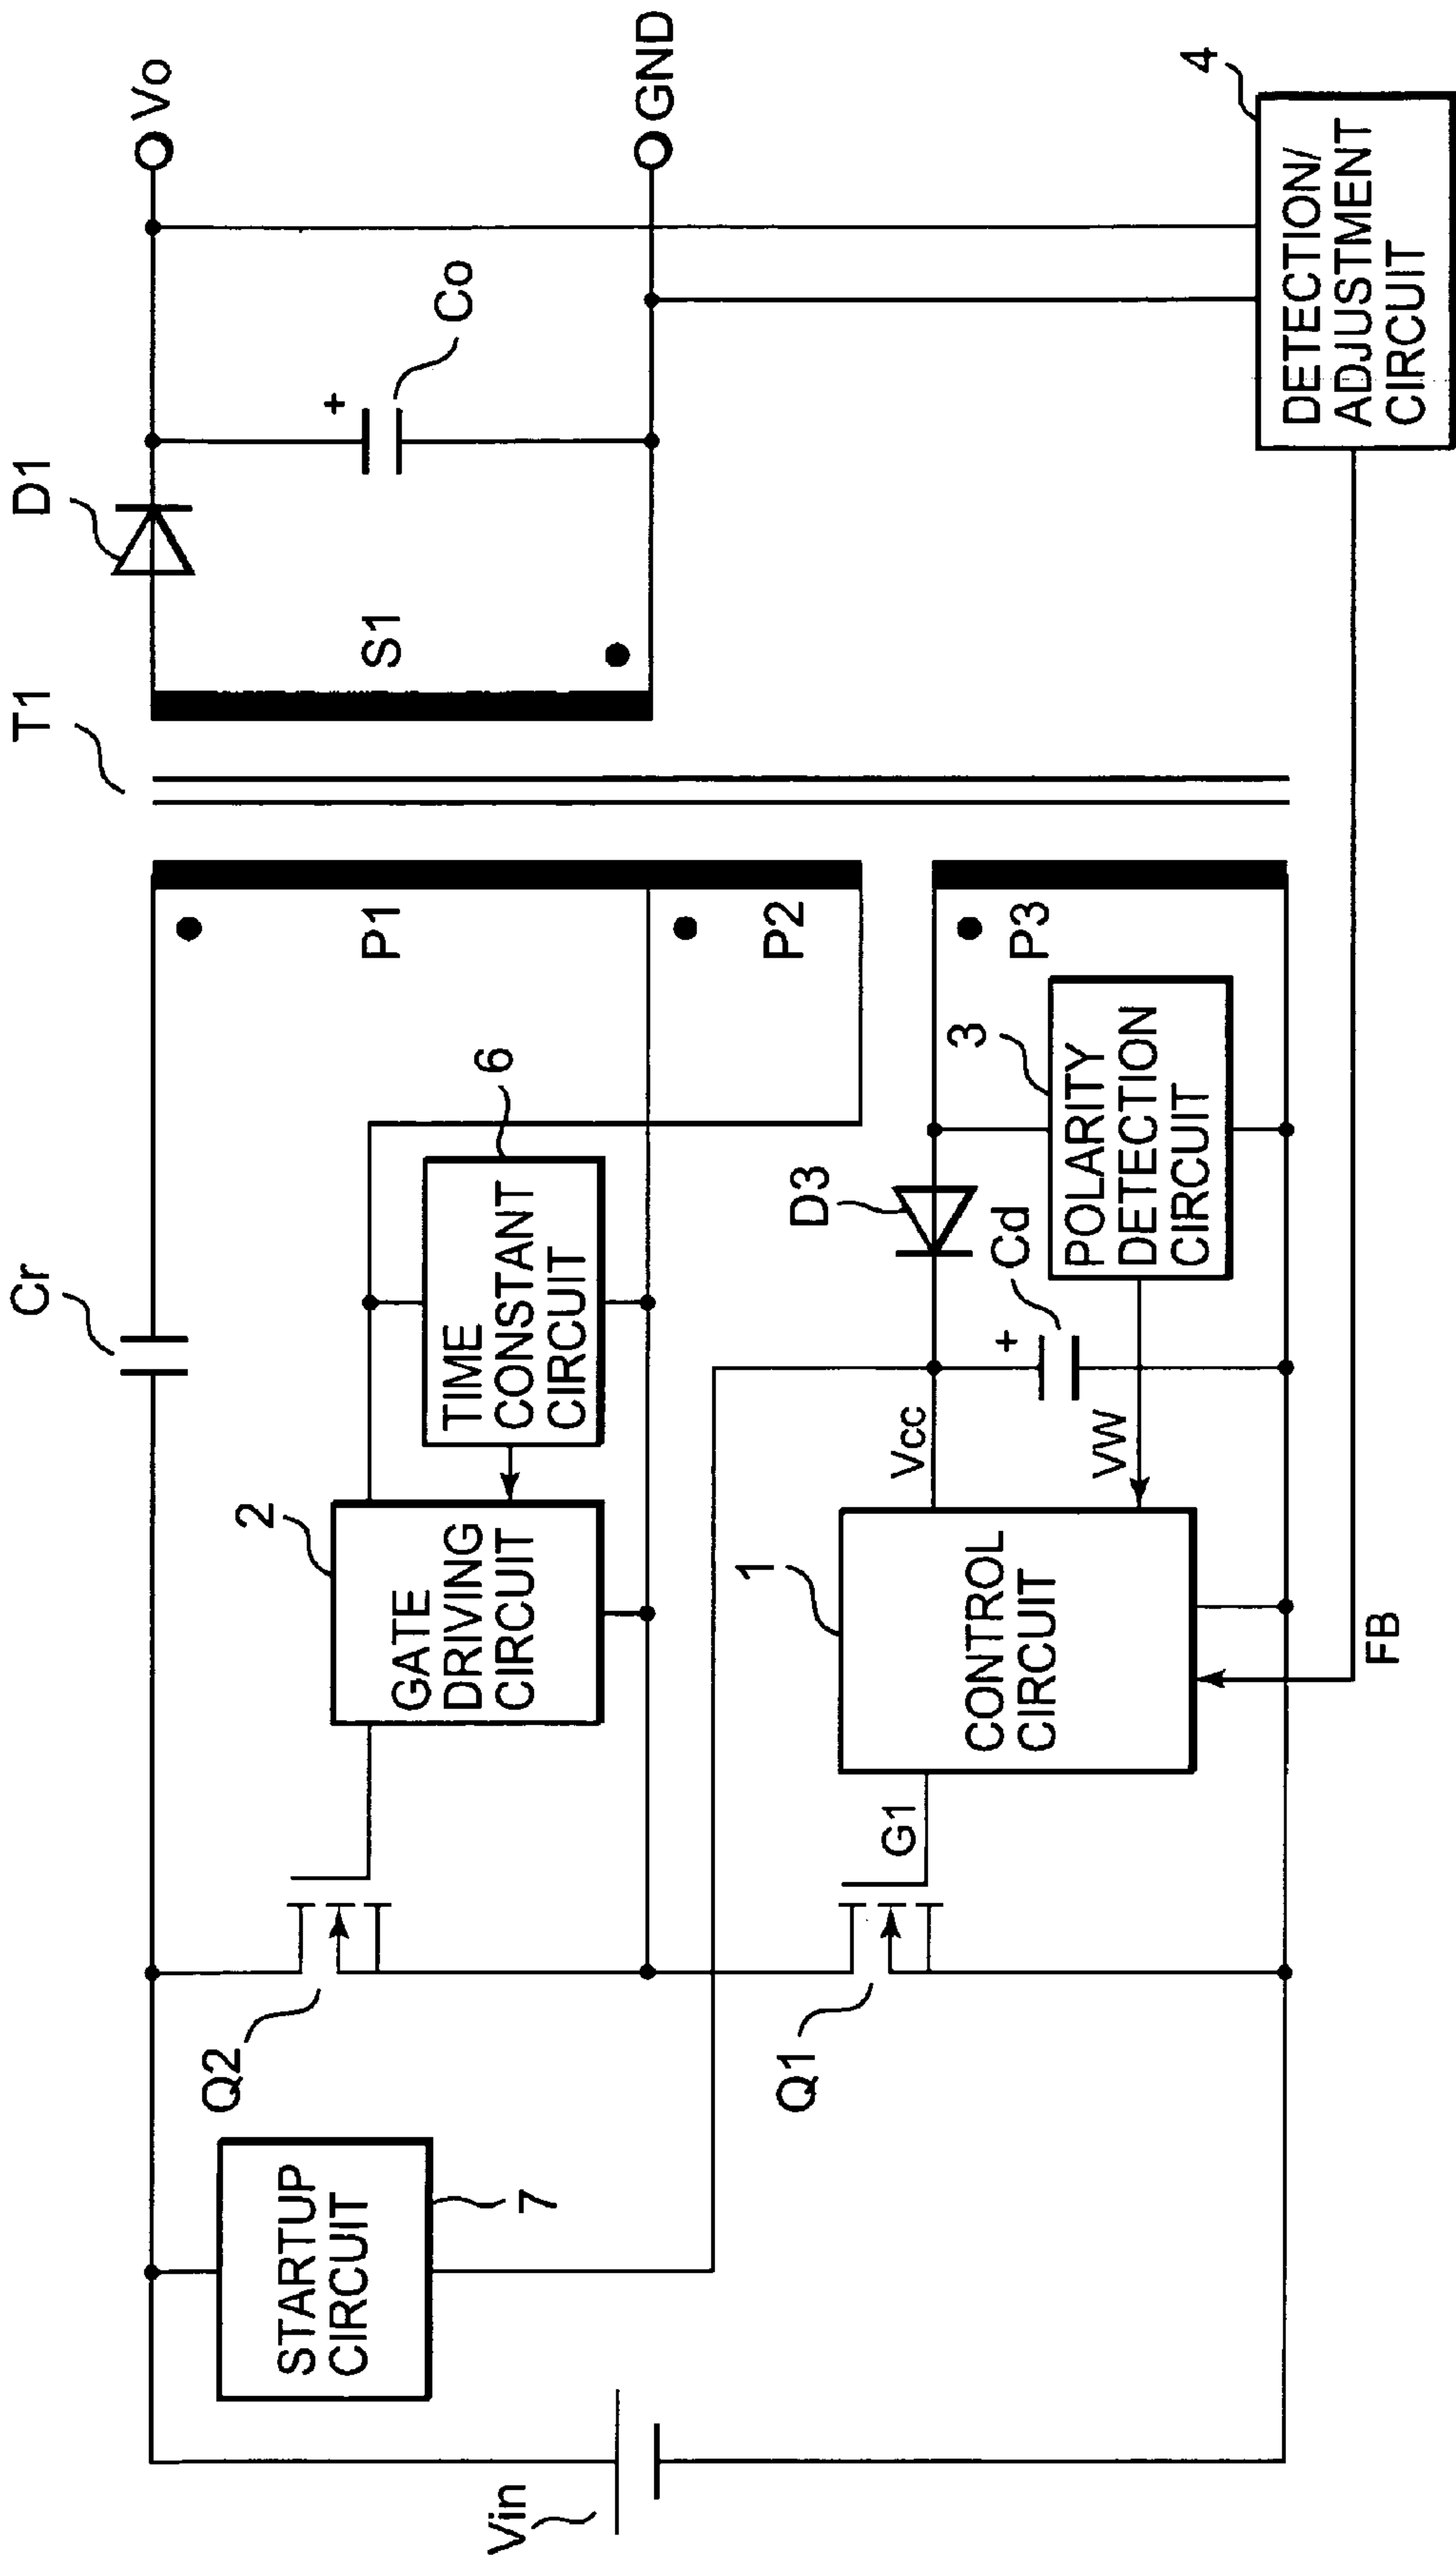 Vin
STARTUP
CIRCUIT
7
Q2
Q1
Cr
2
GATE
DRIVING
CIRCUIT
6
TIME
CONSTANT
CIRCUIT
P1
P2
T1
G1
1
CONTROL
CIRCUIT
Vcc
VW
FB
D3
Cd
+
3
POLARITY
DETECTION
CIRCUIT
P3
S1
D1
+
Co
Vo
GND
4
DETECTION/
ADJUSTMENT
CIRCUIT